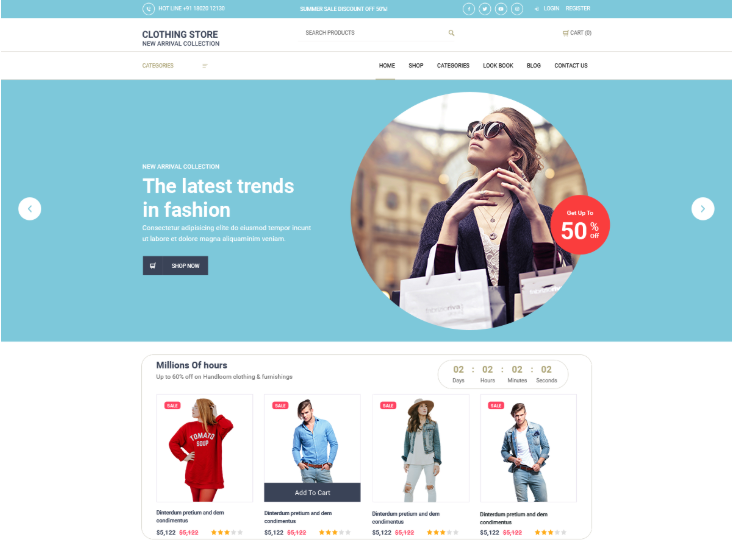 HOT LINE +91 14020 12130
SUMMER SALE DISCOUNT OFF 50%!
LOGIN REGISTER
CLOTHING STORE
NEW ARRIVAL COLLECTION
SEARCH PRODUCTS
CART (0)
CATEGORIES
HOME SHOP CATEGORIES LOOK BOOK BLOG CONTACT US
NEW ARRIVAL COLLECTION
The latest trends
in fashion
Consectetur adipisicing elite do eiusmod tempor incunt
ut labore et dolore magna aliquaminim veniam.
SHOP NOW
Get Up To
50 %
Off
Millions Of hours
Up to 60% off on Handloom clothing & furnishings
02 : 02 : 02 : 02
Days Hours Minutes Seconds
SALE
TOMATO
SOUP
Dinterdum pretium and dem
condimentus
$5,122 $5,122
SALE
Add To Cart
Dinterdum pretium and dem
condimentus
$5,122 $5,122
SALE
Dinterdum pretium and dem
condimentus
$5,122 $5,122
SALE
Dinterdum pretium and dem
condimentus
$5,122 $5,122